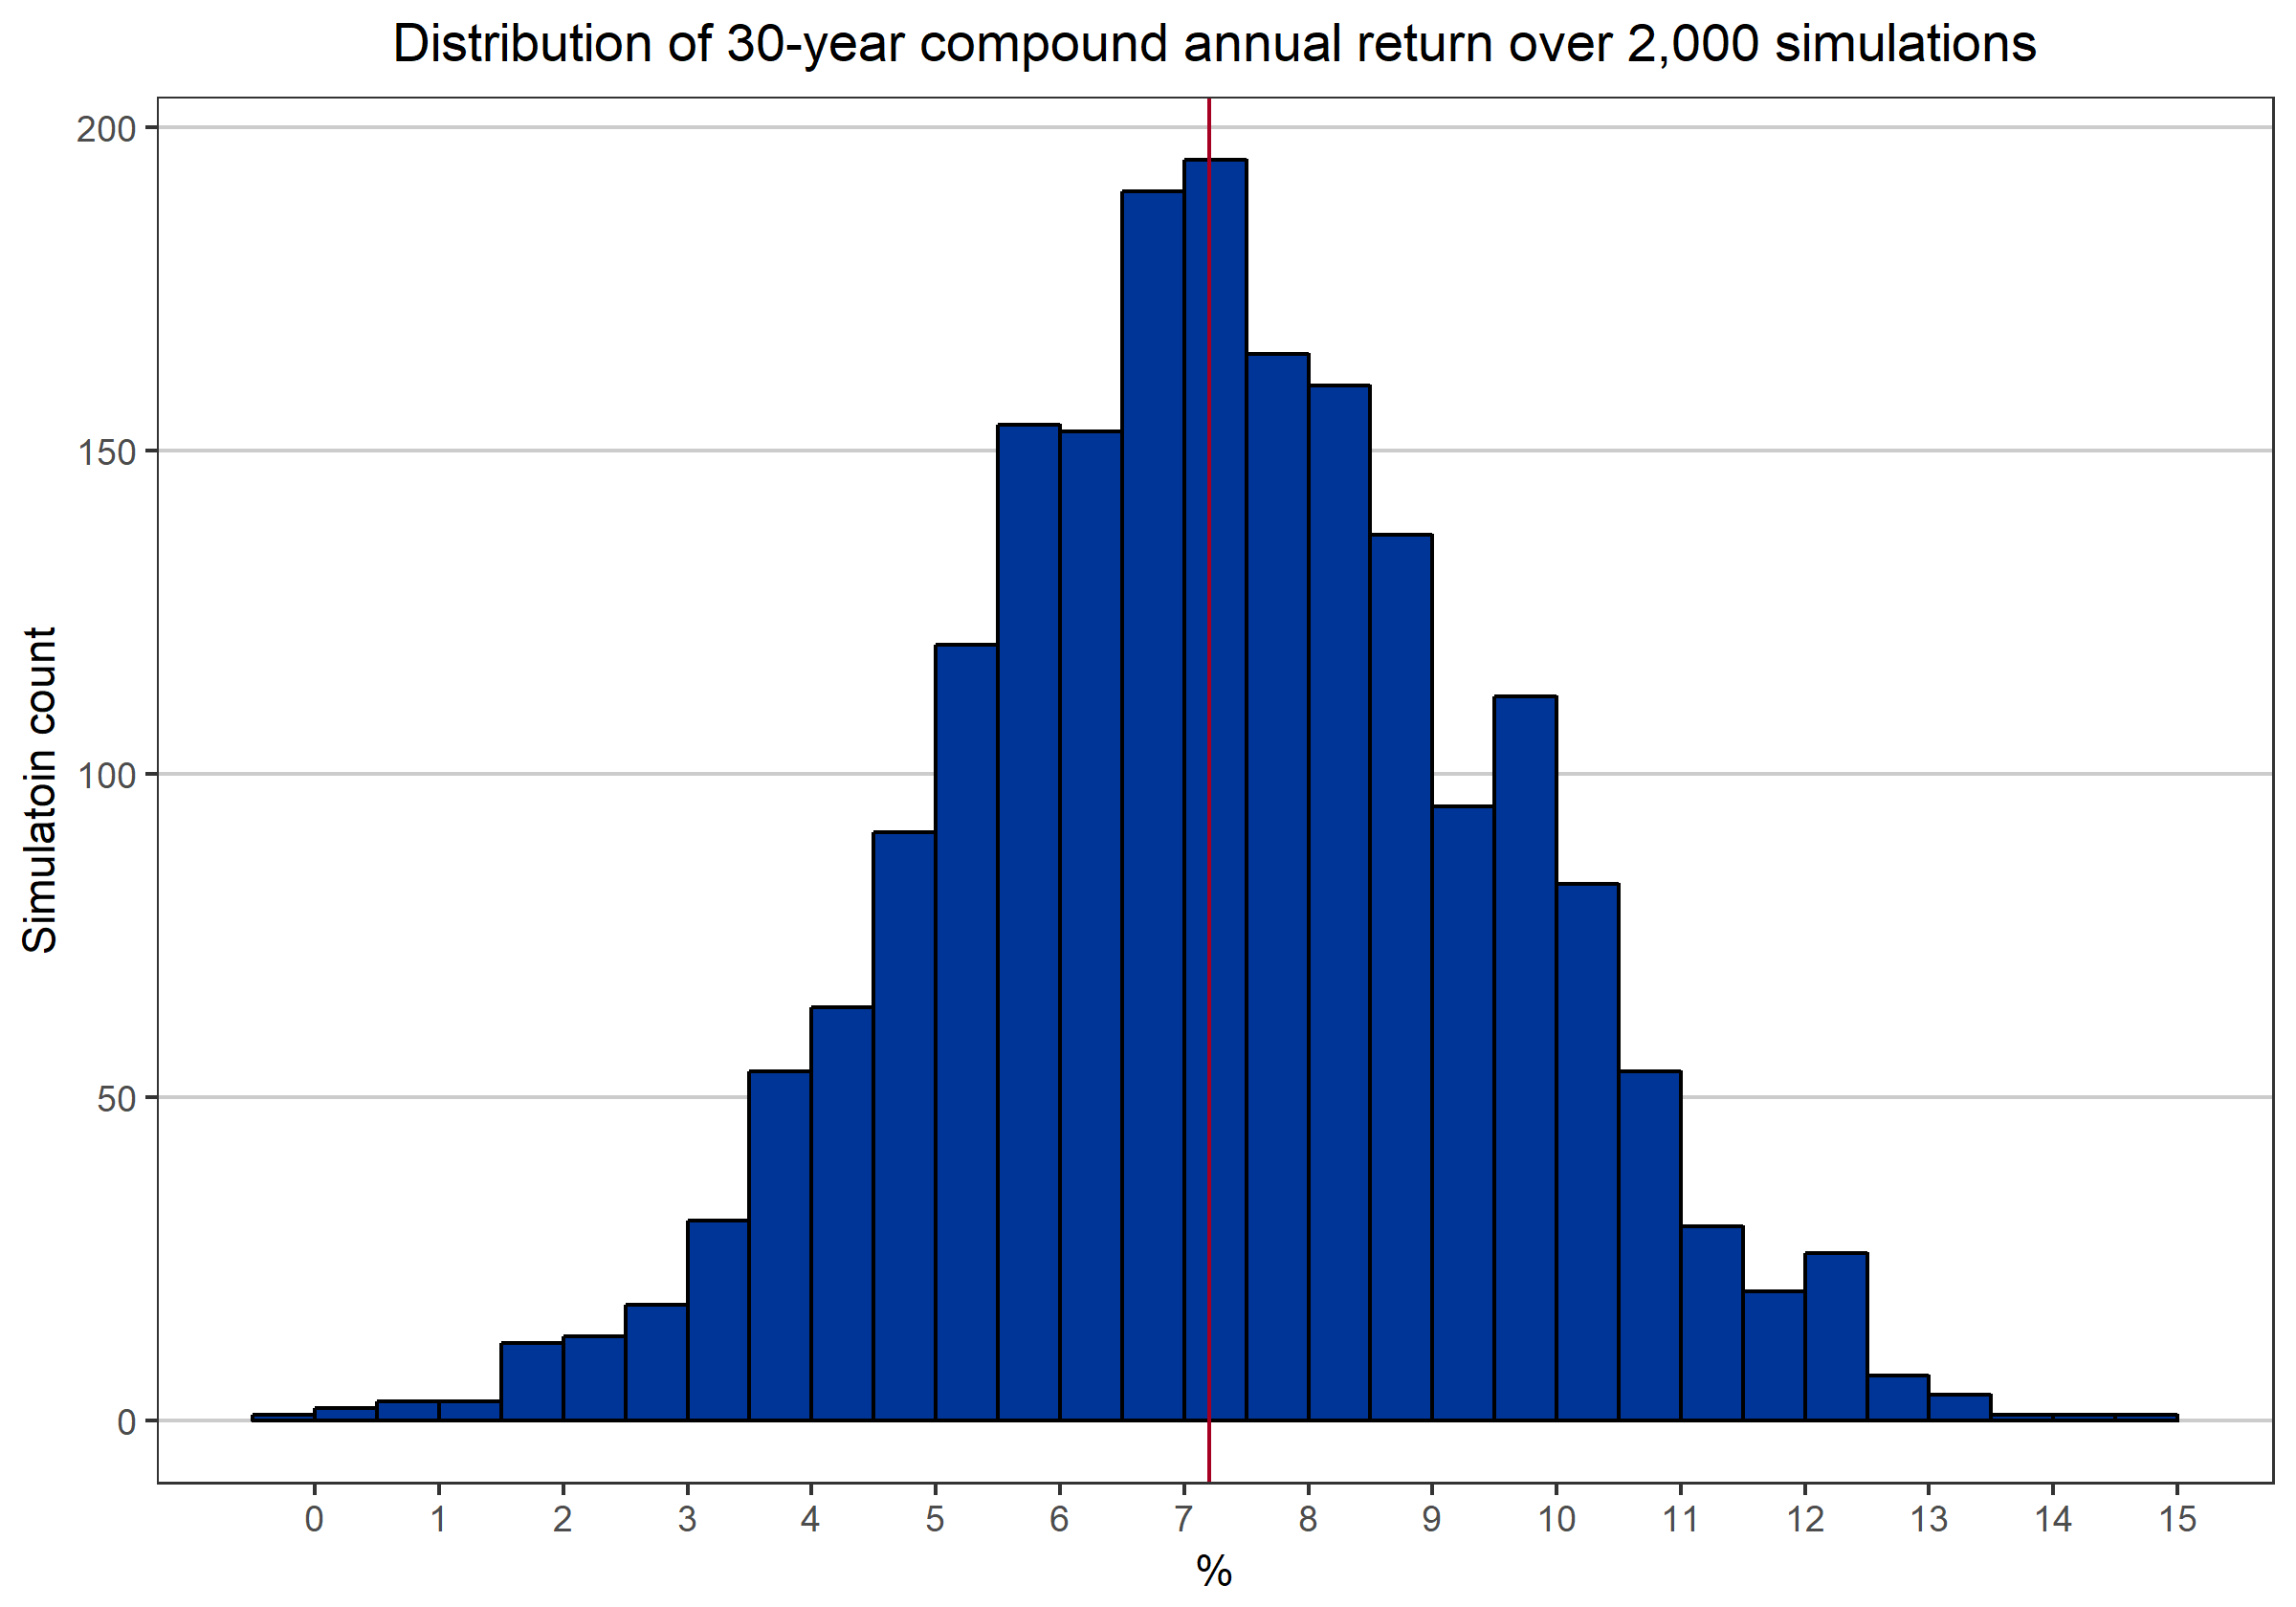 Distribution of 30-year compound annual return over 2,000 simulations
200
150
100
50
0
Simulatoin count
0 1 2 3 4 5 6 7 8 9 10 11 12 13 14 15
%